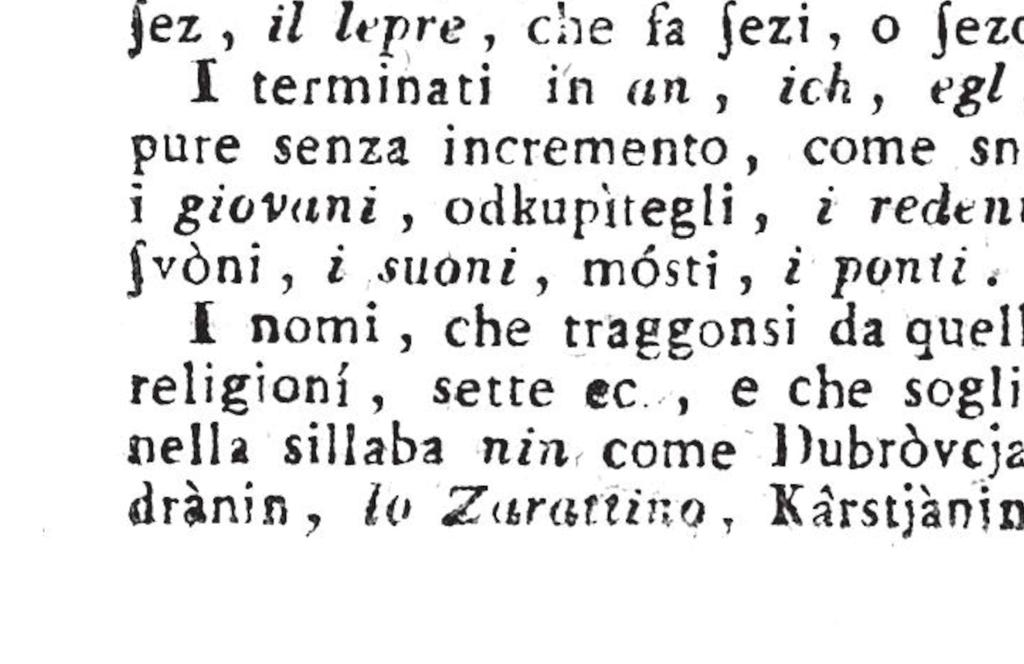 ſez, il lepre, che fa ſezi, o ſezo
I terminati in an, ich, egl
pure senza incremento, come sn
i giovani, odkupìtegli, i redent
ſvòni, i suoni, mósti, i ponti.
I nomi, che traggonsi da quell
religioní, sette ec., e che sogli
nella sillaba nin come Dubròvcja
drànin, lo Zarattino, Kârstjànin